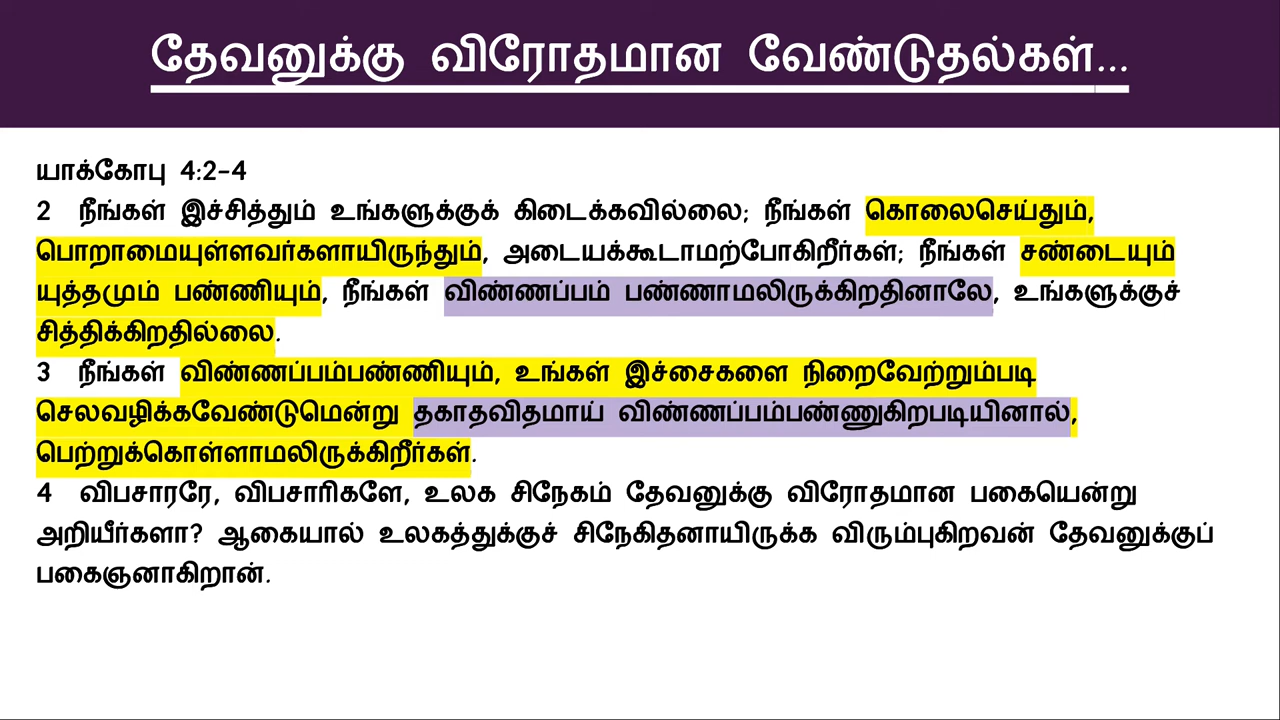 தேவனுக்கு விரோதமான வேண்டுதல்கள்...
யாக்கோபு 4:2-4
2 நீங்கள் இச்சித்தும் உங்களுக்குக் கிடைக்கவில்லை; நீங்கள் கொலைசெய்தும்,
பொறாமையுள்ளவர்களாயிருந்தும், அடையக்கூடாமற்போகிறீர்கள்; நீங்கள் சண்டையும்
யுத்தமும் பண்ணியும், நீங்கள் விண்ணப்பம் பண்ணாமலிருக்கிறதினாலே, உங்களுக்குச்
சித்திக்கிறதில்லை.
3 நீங்கள் விண்ணப்பம்பண்ணியும், உங்கள் இச்சைகளை நிறைவேற்றும்படி
செலவழிக்கவேண்டுமென்று தகாதவிதமாய் விண்ணப்பம்பண்ணுகிறபடியினால்,
பெற்றுக்கொள்ளாமலிருக்கிறீர்கள்.
4 விபசாரரே, விபசாரிகளே, உலக சிநேகம் தேவனுக்கு விரோதமான பகையென்று
அறியீர்களா? ஆகையால் உலகத்துக்குச் சிநேகிதனாயிருக்க விரும்புகிறவன் தேவனுக்குப்
பகைஞனாகிறான்.